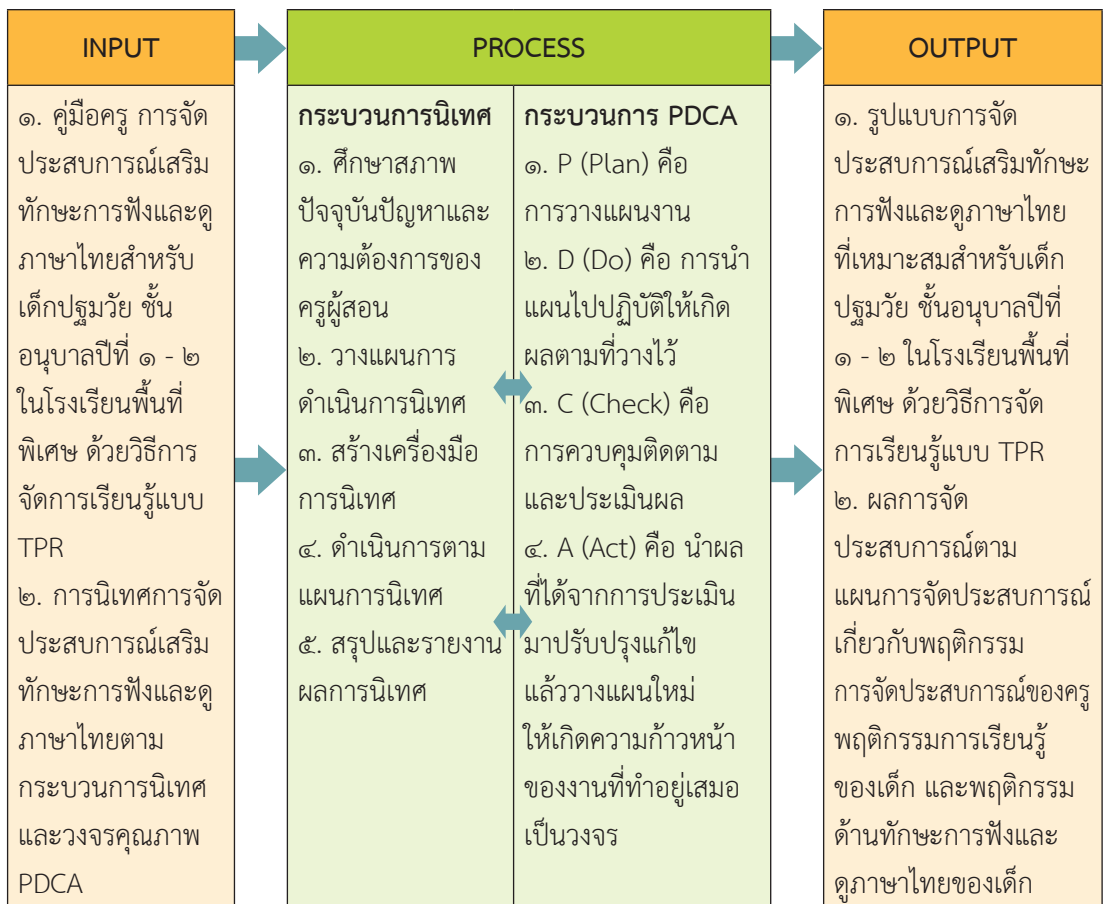 INPUT
PROCESS
OUTPUT
๑. คู่มือครู การจัด
ประสบการณ์เสริม
ทักษะการฟังและดู
ภาษาไทยสำหรับ
เด็กปฐมวัย ชั้น
อนุบาลปีที่ ๑ - ๒
ในโรงเรียนพื้นที่
พิเศษ ด้วยวิธีการ
จัดการเรียนรู้แบบ
TPR
๒. การนิเทศการจัด
ประสบการณ์เสริม
ทักษะการฟังและดู
ภาษาไทยตาม
กระบวนการนิเทศ
และวงจรคุณภาพ
PDCA
กระบวนการนิเทศ
๑. ศึกษาสภาพ
ปัจจุบันปัญหาและ
ความต้องการของ
ครูผู้สอน
๒. วางแผนการ
ดำเนินการนิเทศ
๓. สร้างเครื่องมือ
การนิเทศ
๔. ดำเนินการตาม
แผนการนิเทศ
๕. สรุปและรายงาน
ผลการนิเทศ
กระบวนการ PDCA
๑. P (Plan) คือ
การวางแผนงาน
๒. D (Do) คือ การนำ
แผนไปปฏิบัติให้เกิด
ผลตามที่วางไว้
๓. C (Check) คือ
การควบคุมติดตาม
และประเมินผล
๔. A (Act) คือ นำผล
ที่ได้จากการประเมิน
มาปรับปรุงแก้ไข
แล้ววางแผนใหม่
ให้เกิดความก้าวหน้า
ของงานที่ทำอยู่เสมอ
เป็นวงจร
๑. รูปแบบการจัด
ประสบการณ์เสริมทักษะ
การฟังและดูภาษาไทย
ที่เหมาะสมสำหรับเด็ก
ปฐมวัย ชั้นอนุบาลปีที่
๑ - ๒ ในโรงเรียนพื้นที่
พิเศษ ด้วยวิธีการจัด
การเรียนรู้แบบ TPR
๒. ผลการจัด
ประสบการณ์ตาม
แผนการจัดประสบการณ์
เกี่ยวกับพฤติกรรม
การจัดประสบการณ์ของครู
พฤติกรรมการเรียนรู้
ของเด็ก และพฤติกรรม
ด้านทักษะการฟังและ
ดูภาษาไทยของเด็ก